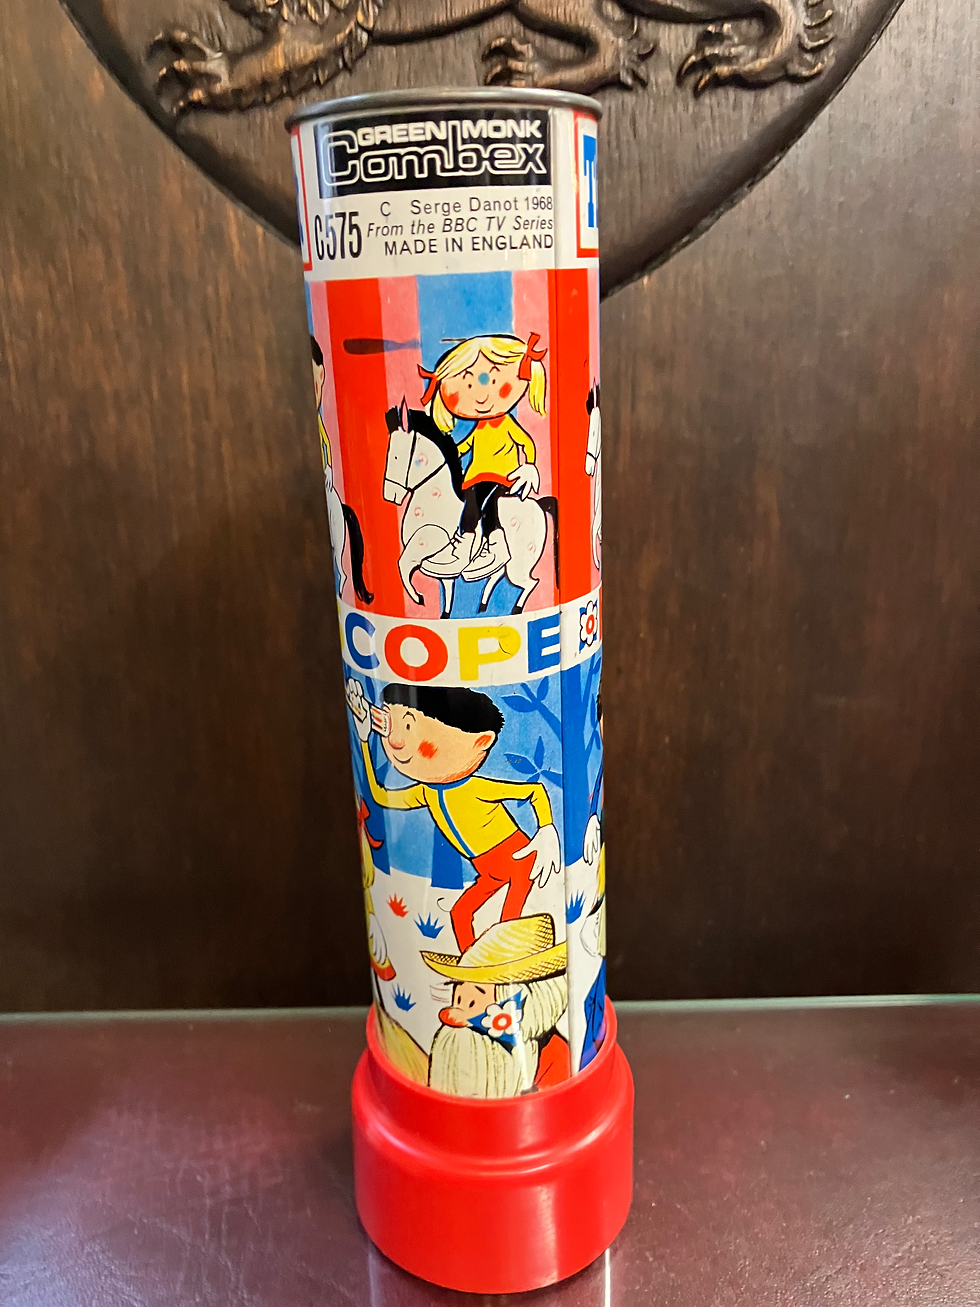 GREEN MONK
Combex
C575
C Serge Danot 1968
From the BBC TV Series
MADE IN ENGLAND
T
COPE